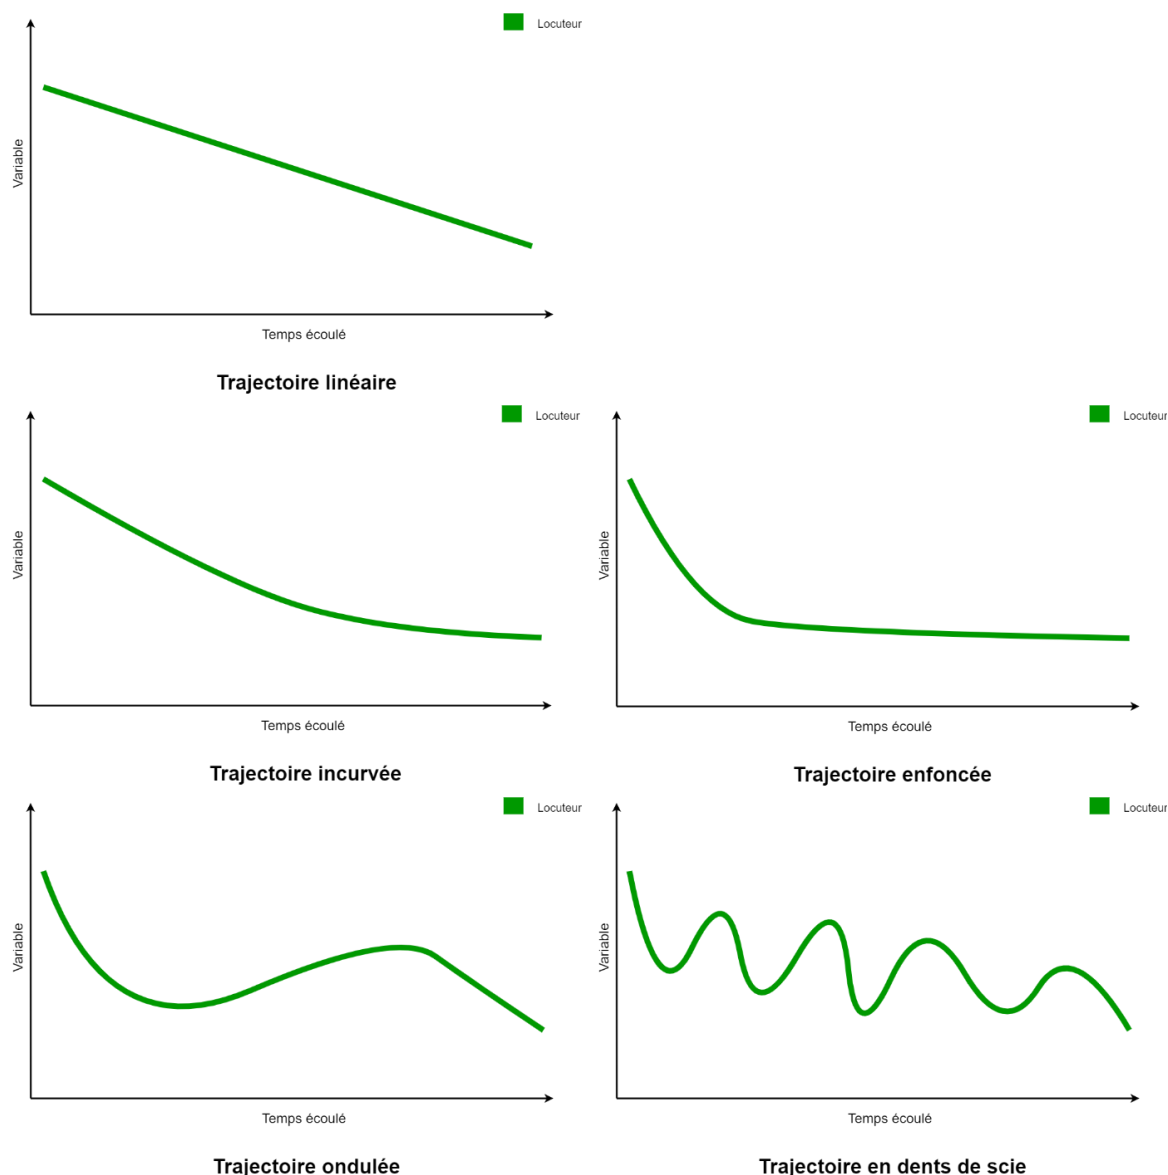 Locuteur
Variable
Temps écoulé
Trajectoire linéaire
Locuteur
Variable
Temps écoulé
Trajectoire incurvée
Locuteur
Variable
Temps écoulé
Trajectoire enfoncée
Locuteur
Variable
Temps écoulé
Trajectoire ondulée
Locuteur
Variable
Temps écoulé
Trajectoire en dents de scie